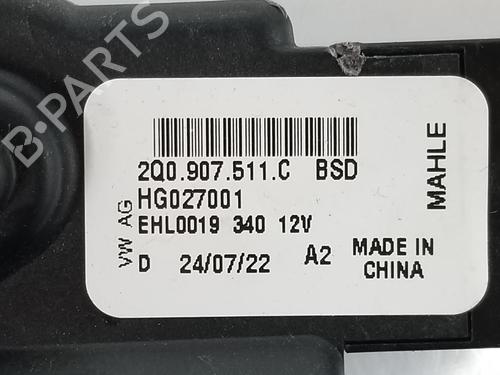 B-PARTS
2Q0.907.511.C BSD
HG027001
EHL0019 340 12V
D 24/07/22 A2
MADE IN
CHINA
VW AG
MAHLE